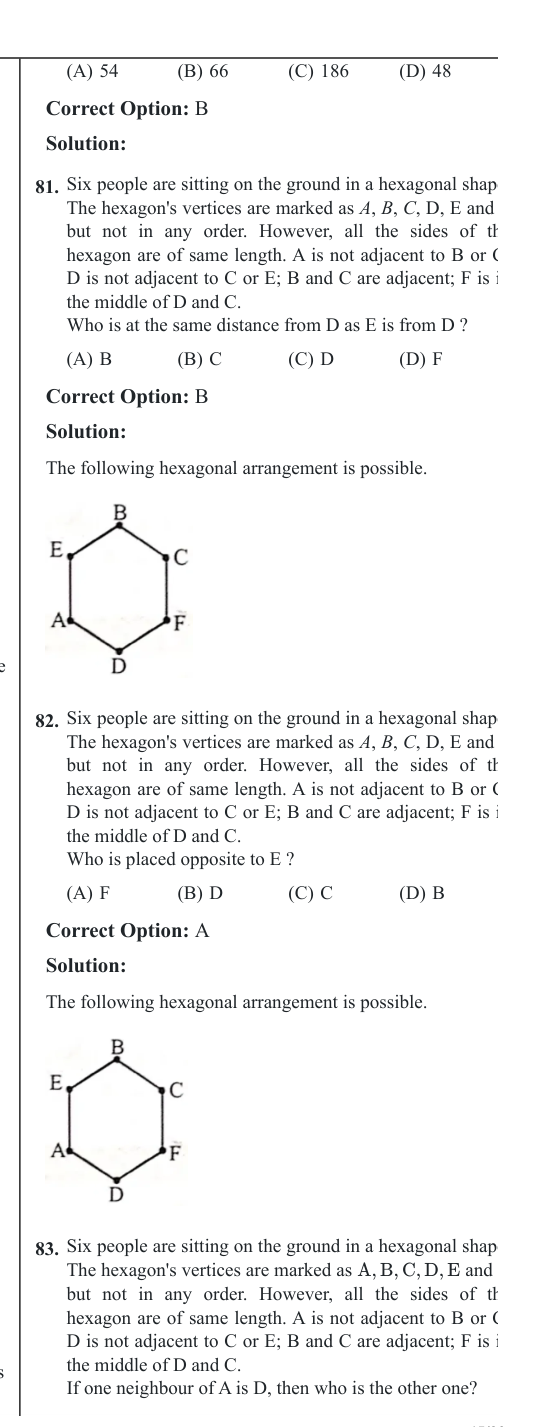 (A) 54 (B) 66 (C) 186 (D) 48
Correct Option: B
Solution:
81. Six people are sitting on the ground in a hexagonal shap
The hexagon's vertices are marked as A, B, C, D, E and
but not in any order. However, all the sides of th
hexagon are of same length. A is not adjacent to B or C
D is not adjacent to C or E; B and C are adjacent; F is i
the middle of D and C.
Who is at the same distance from D as E is from D ?
(A) B (B) C (C) D (D) F
Correct Option: B
Solution:
The following hexagonal arrangement is possible.
B
E
C
A
F
D
e
82. Six people are sitting on the ground in a hexagonal shap
The hexagon's vertices are marked as A, B, C, D, E and
but not in any order. However, all the sides of th
hexagon are of same length. A is not adjacent to B or C
D is not adjacent to C or E; B and C are adjacent; F is i
the middle of D and C.
Who is placed opposite to E ?
(A) F (B) D (C) C (D) B
Correct Option: A
Solution:
The following hexagonal arrangement is possible.
B
E
C
A
F
D
83. Six people are sitting on the ground in a hexagonal shap
The hexagon's vertices are marked as A, B, C, D, E and
but not in any order. However, all the sides of th
hexagon are of same length. A is not adjacent to B or C
D is not adjacent to C or E; B and C are adjacent; F is i
s
the middle of D and C.
If one neighbour of A is D, then who is the other one?